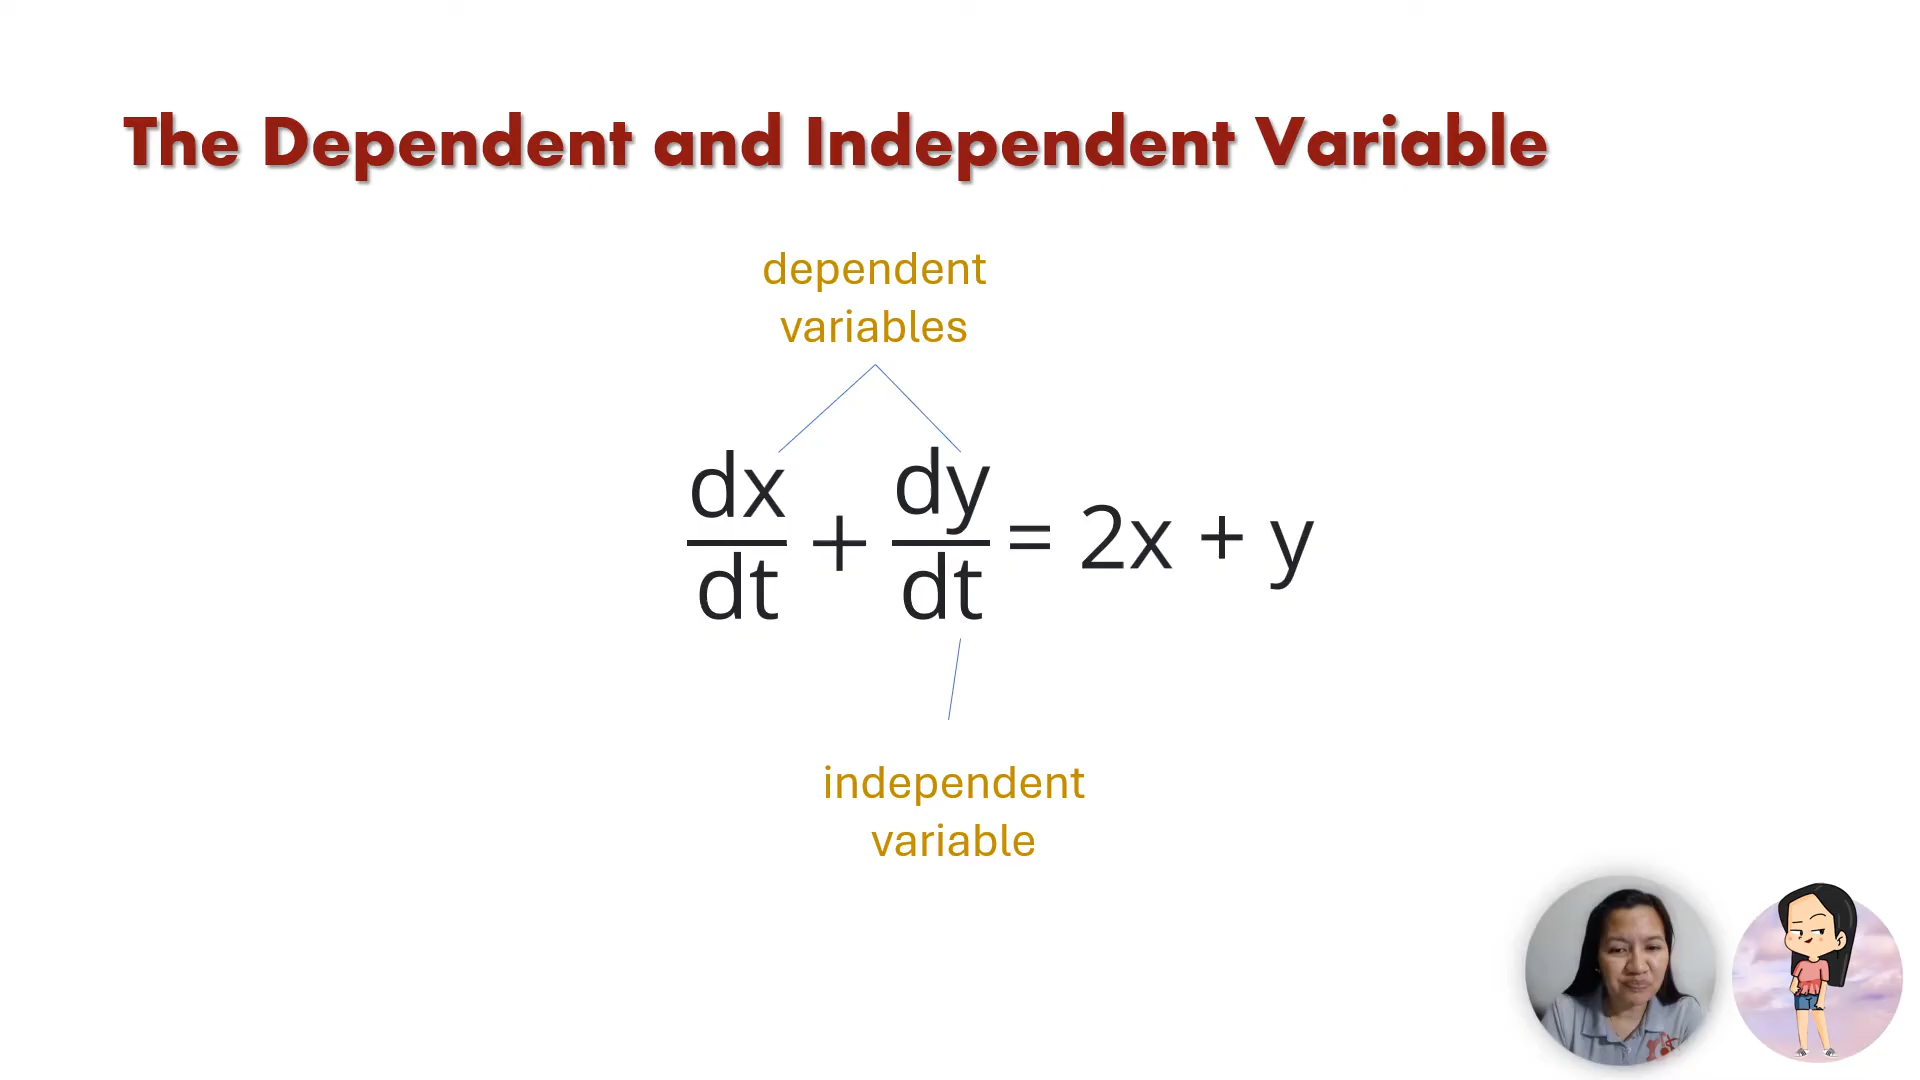 The Dependent and Independent Variable
dependent
variables
dx/dt + dy/dt = 2x + y
independent
variable